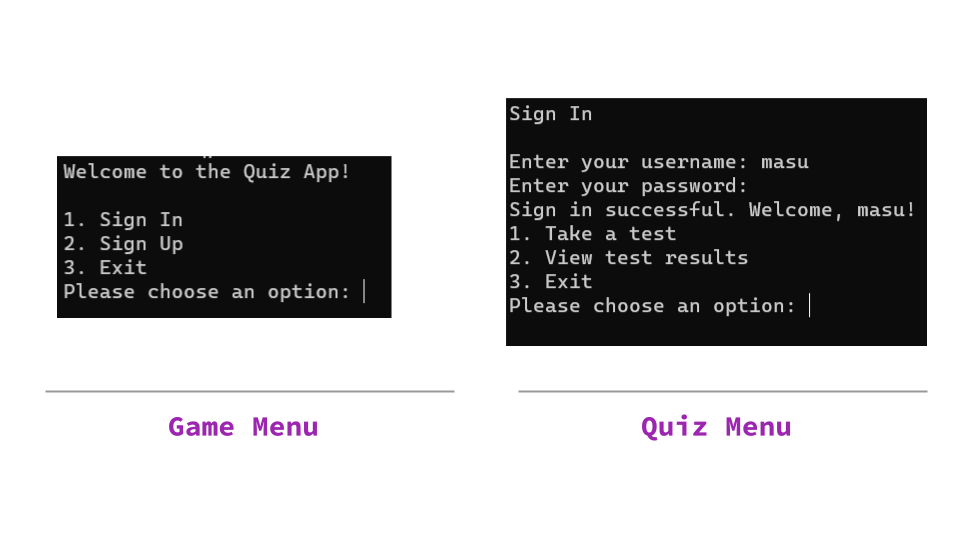 Welcome to the Quiz App!
1. Sign In
2. Sign Up
3. Exit
Please choose an option:
Game Menu
Sign In
Enter your username: masu
Enter your password:
Sign in successful. Welcome, masu!
1. Take a test
2. View test results
3. Exit
Please choose an option:
Quiz Menu